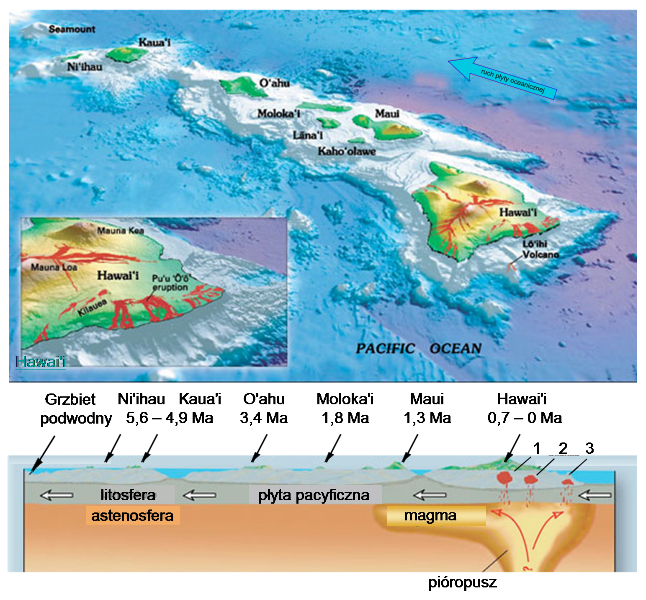 Seamount
Kaua'i
Ni'ihau
ruch płyty oceanicznej
O'ahu
Moloka'i
Maui
Lāna'i
Kaho'olawe
Hawai'i
Lō'ihi
Volcano
Mauna Kea
Mauna Loa
Hawai'i
Pu'u 'Ō'ō'
eruption
Kilauea
Hawai'i
PACIFIC OCEAN
Grzbiet
podwodny
Ni'ihau Kaua'i
5,6 – 4,9 Ma
O'ahu
3,4 Ma
Moloka'i
1,8 Ma
Maui
1,3 Ma
Hawai'i
0,7 – 0 Ma
1 2 3
litosfera
płyta pacyficzna
astenosfera
magma
?
pióropusz